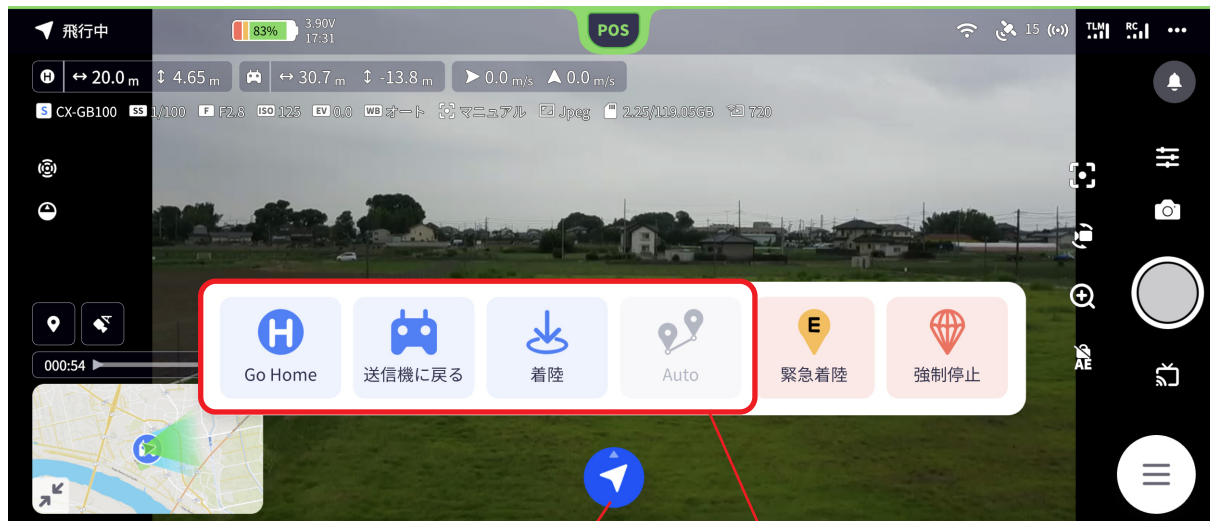 飛行中 83% 3.90V POS 15 TLM RC
17:31
H 20.0 m 4.65 m 30.7 m -13.8 m 0.0 m/s 0.0 m/s
S CX-GB100 SS 1/100 F F2.8 ISO 125 EV 0.0 WB オート マニュアル Jpeg 2.25/119.05GB 720
H E
Go Home 送信機に戻る 着陸 Auto 緊急着陸 強制停止
000:54
AE